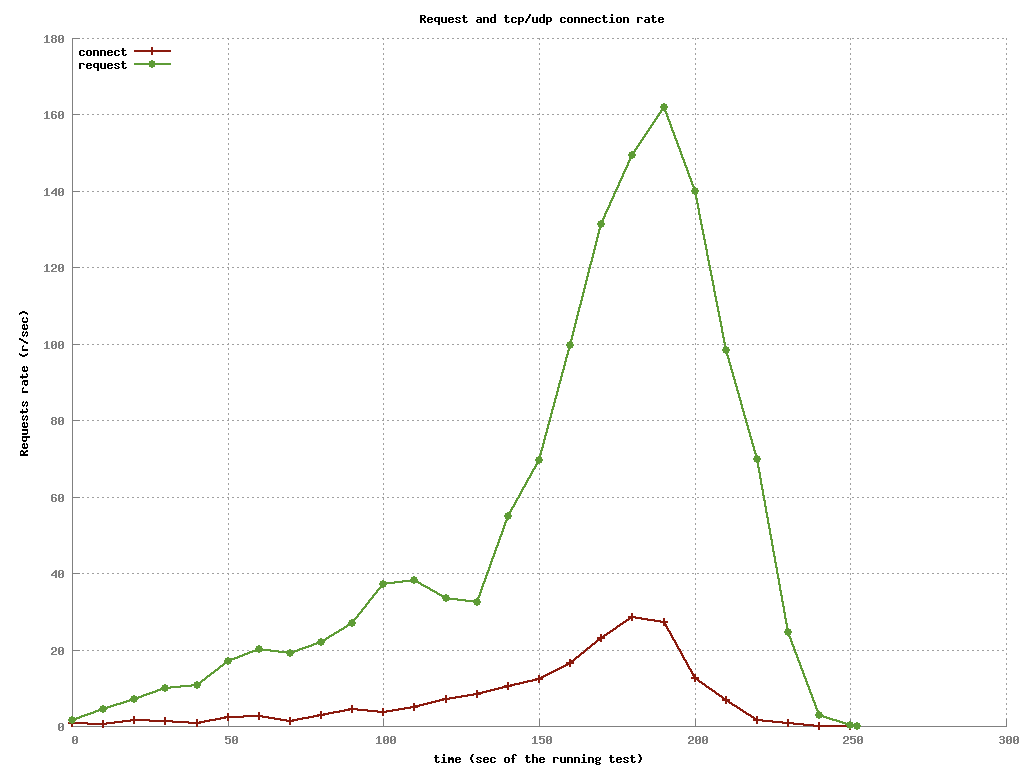 Request and tcp/udp connection rate
connect
request
180
160
140
120
100
80
60
40
20
0
Requests rate (r/sec)
0 50 100 150 200 250 300
time (sec of the running test)